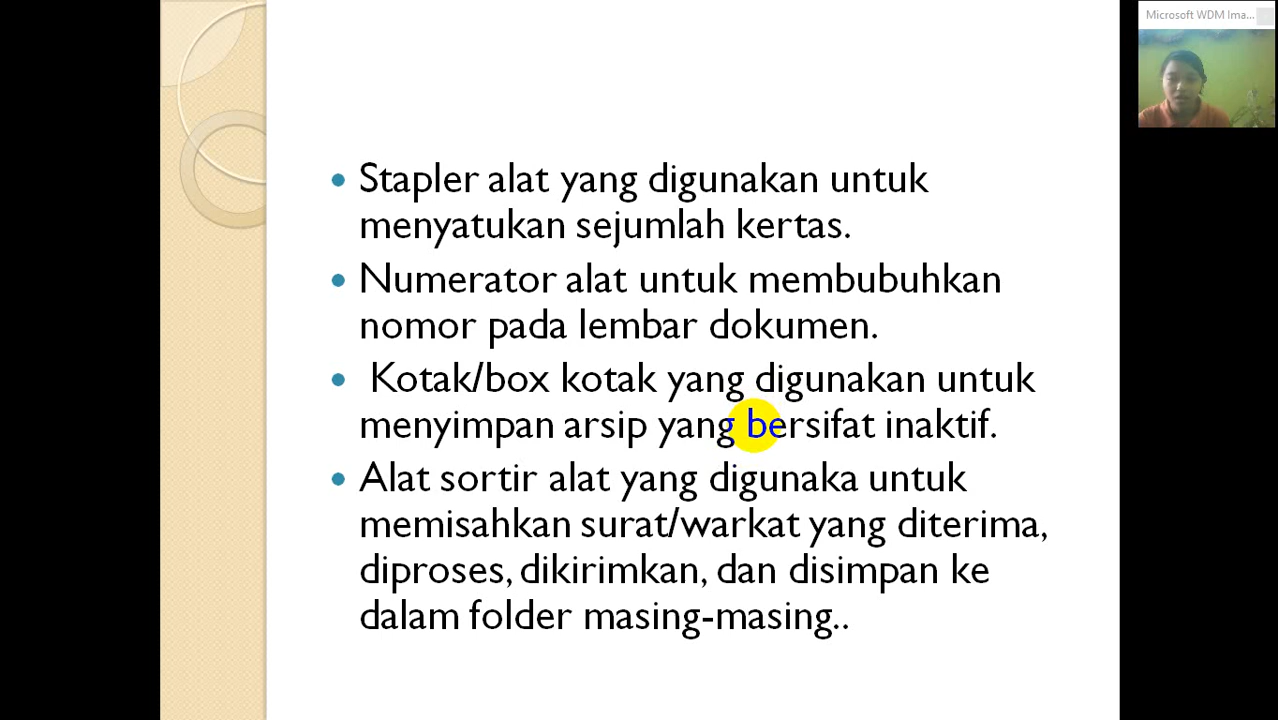 Microsoft WDM Ima...
• Stapler alat yang digunakan untuk
menyatukan sejumlah kertas.
• Numerator alat untuk membubuhkan
nomor pada lembar dokumen.
• Kotak/box kotak yang digunakan untuk
menyimpan arsip yang bersifat inaktif.
• Alat sortir alat yang digunaka untuk
memisahkan surat/warkat yang diterima,
diproses, dikirimkan, dan disimpan ke
dalam folder masing-masing..